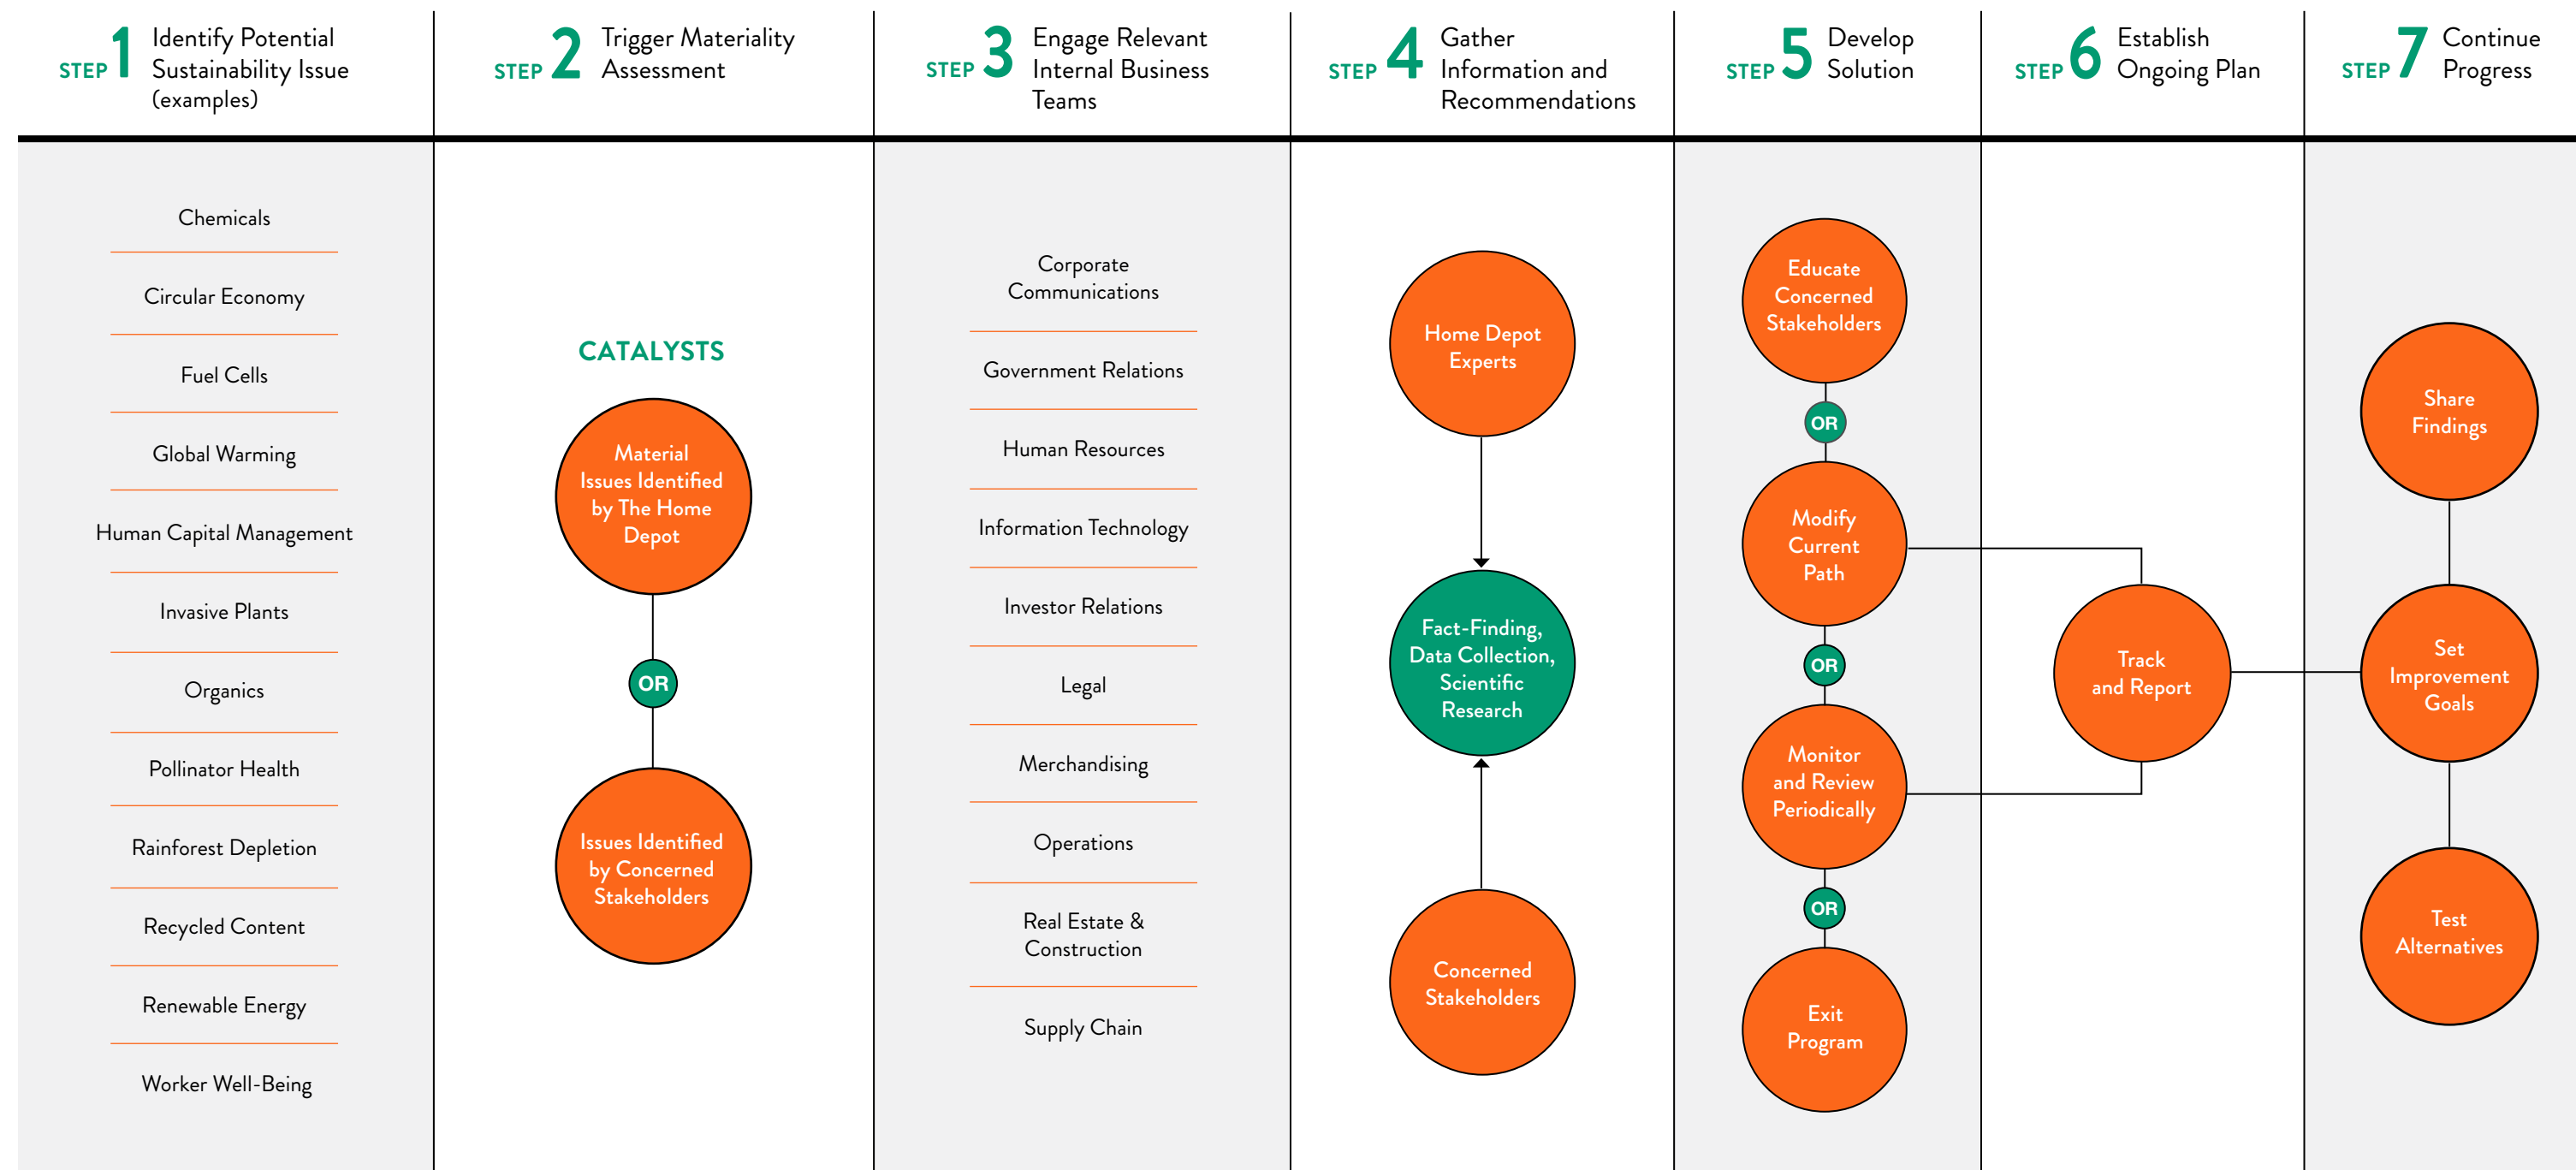 STEP 1 Identify Potential
Sustainability Issue
(examples)
STEP 2 Trigger Materiality
Assessment
STEP 3 Engage Relevant
Internal Business
Teams
STEP 4 Gather
Information and
Recommendations
STEP 5 Develop
Solution
STEP 6 Establish
Ongoing Plan
STEP 7 Continue
Progress
Chemicals
Circular Economy
Fuel Cells
Global Warming
Human Capital Management
Invasive Plants
Organics
Pollinator Health
Rainforest Depletion
Recycled Content
Renewable Energy
Worker Well-Being
CATALYSTS
Material
Issues Identified
by The Home
Depot
OR
Issues Identified
by Concerned
Stakeholders
Corporate
Communications
Government Relations
Human Resources
Information Technology
Investor Relations
Legal
Merchandising
Operations
Real Estate &
Construction
Supply Chain
Home Depot
Experts
Fact-Finding,
Data Collection,
Scientific
Research
Concerned
Stakeholders
Educate
Concerned
Stakeholders
OR
Modify
Current
Path
OR
Monitor
and Review
Periodically
OR
Exit
Program
Track
and Report
Share
Findings
Set
Improvement
Goals
Test
Alternatives